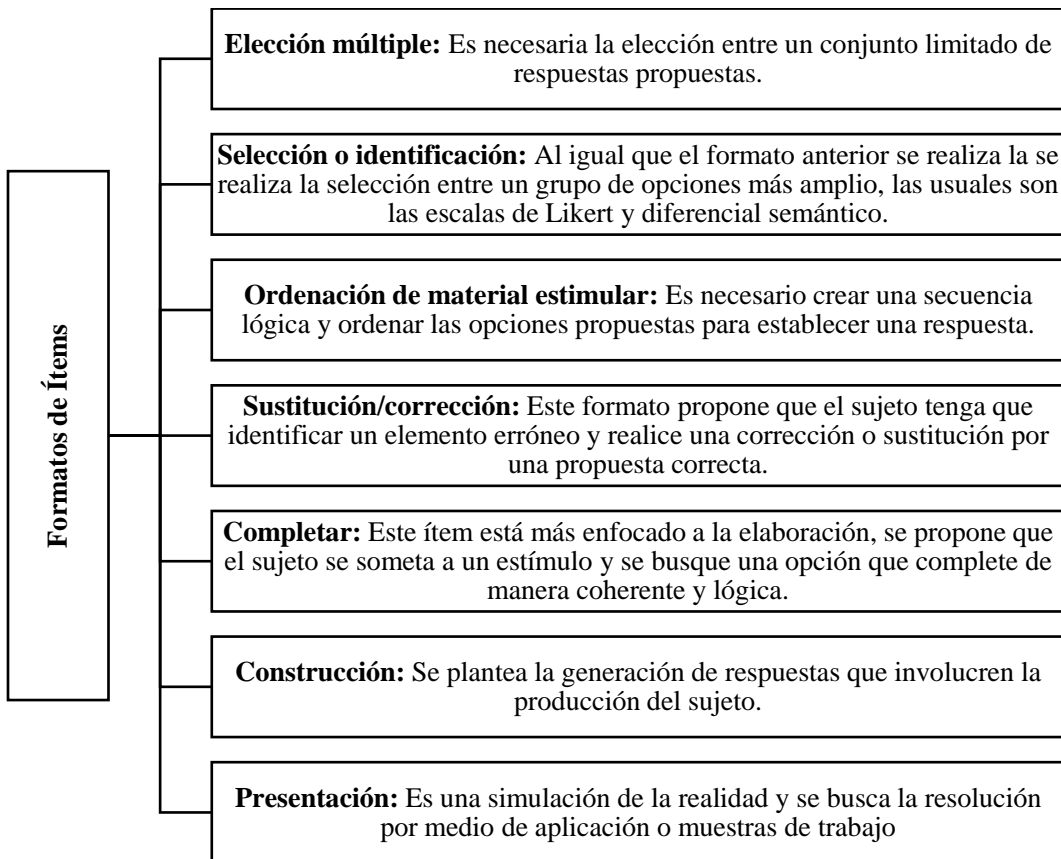 Formatos de Ítems
Elección múltiple: Es necesaria la elección entre un conjunto limitado de
respuestas propuestas.
Selección o identificación: Al igual que el formato anterior se realiza la se
realiza la selección entre un grupo de opciones más amplio, las usuales son
las escalas de Likert y diferencial semántico.
Ordenación de material estimular: Es necesario crear una secuencia
lógica y ordenar las opciones propuestas para establecer una respuesta.
Sustitución/corrección: Este formato propone que el sujeto tenga que
identificar un elemento erróneo y realice una corrección o sustitución por
una propuesta correcta.
Completar: Este ítem está más enfocado a la elaboración, se propone que
el sujeto se someta a un estímulo y se busque una opción que complete de
manera coherente y lógica.
Construcción: Se plantea la generación de respuestas que involucren la
producción del sujeto.
Presentación: Es una simulación de la realidad y se busca la resolución
por medio de aplicación o muestras de trabajo